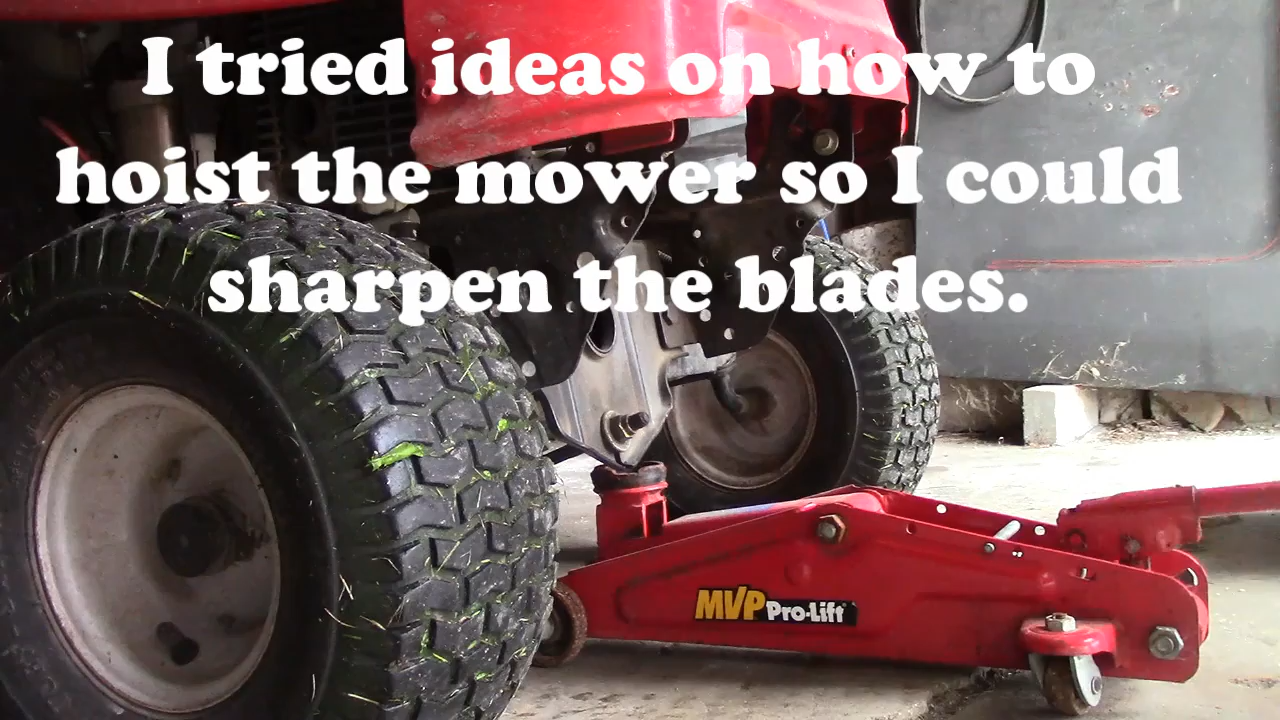 I tried ideas on how to
hoist the mower so I could
sharpen the blades.
MVP Pro-Lift